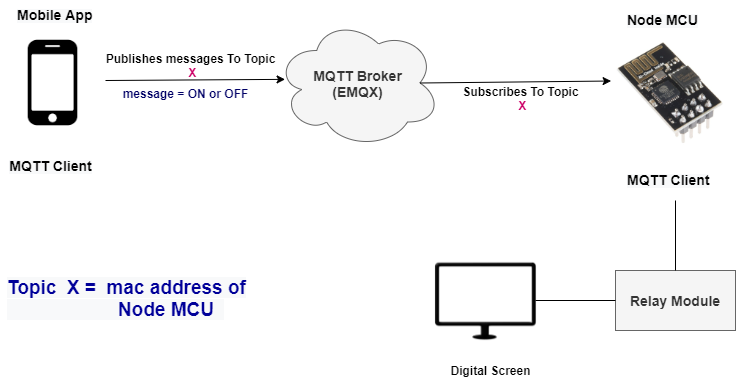 Mobile App
Node MCU
Publishes messages To Topic
X
message = ON or OFF
MQTT Broker
(EMQX)
Subscribes To Topic
X
MQTT Client
MQTT Client
Topic X = mac address of
Node MCU
Relay Module
Digital Screen